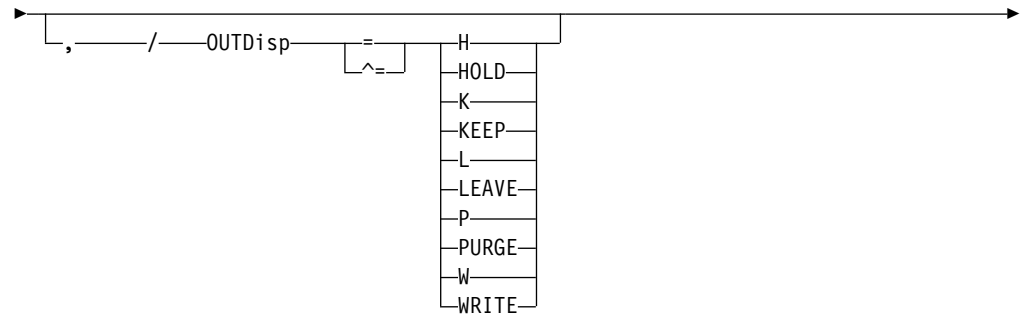 , / OUTDisp = H
^= HOLD
K
KEEP
L
LEAVE
P
PURGE
W
WRITE